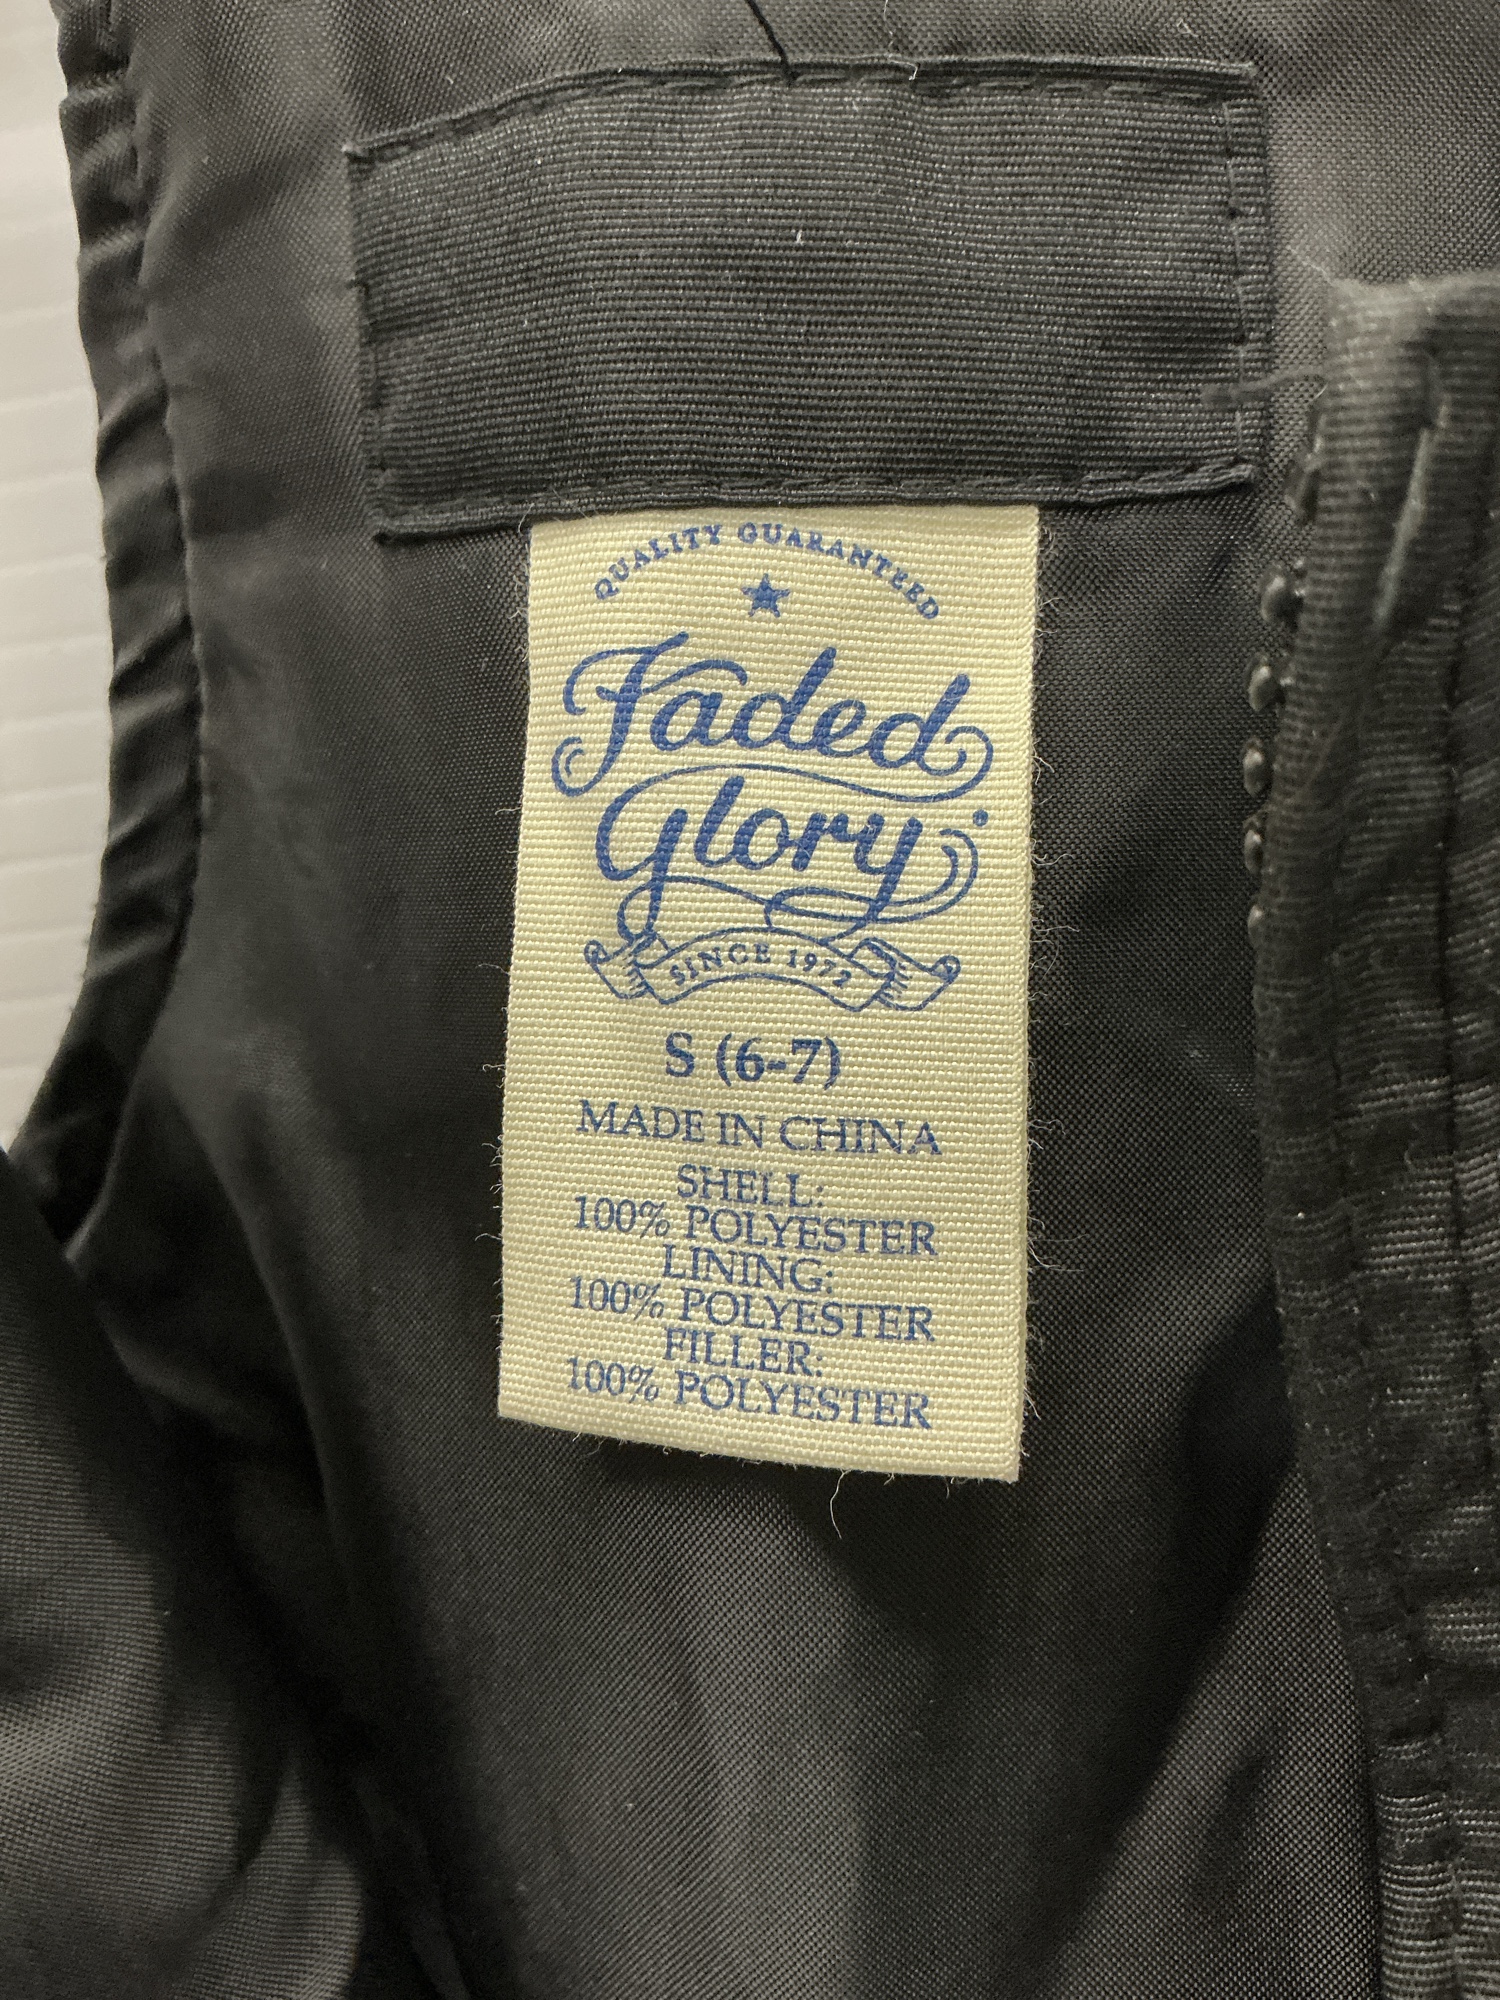 QUALITY GUARANTEED
Faded
Glory
SINCE 1972
S (6-7)
MADE IN CHINA
SHELL:
100% POLYESTER
LINING:
100% POLYESTER
FILLER:
100% POLYESTER